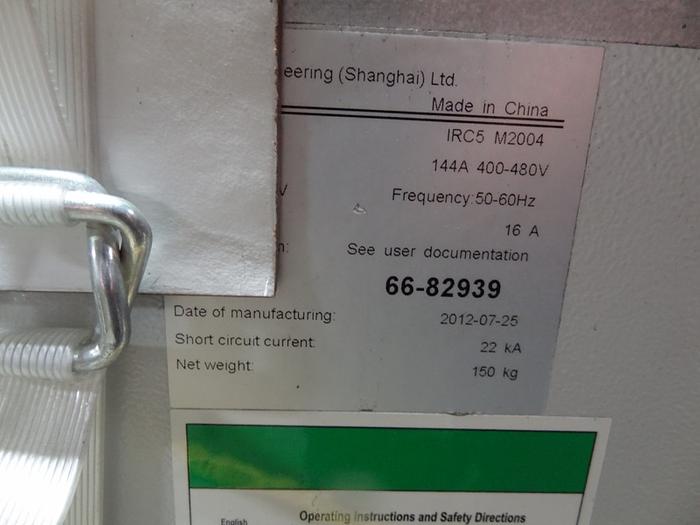 eering (Shanghai) Ltd.
Made in China
IRC5 M2004
144A 400-480V
V Frequency:50-60Hz
16 A
n: See user documentation
66-82939
Date of manufacturing: 2012-07-25
Short circuit current: 22 kA
Net weight: 150 kg
English Operating Instructions and Safety Directions